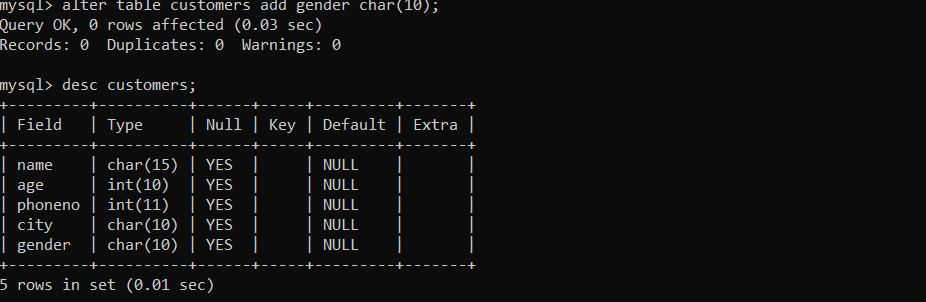 mysql> alter table customers add gender char(10);
Query OK, 0 rows affected (0.03 sec)
Records: 0  Duplicates: 0  Warnings: 0

mysql> desc customers;
+---------+----------+------+-----+---------+-------+
| Field   | Type     | Null | Key | Default | Extra |
+---------+----------+------+-----+---------+-------+
| name    | char(15) | YES  |     | NULL    |       |
| age     | int(10)  | YES  |     | NULL    |       |
| phoneno | int(11)  | YES  |     | NULL    |       |
| city    | char(10) | YES  |     | NULL    |       |
| gender  | char(10) | YES  |     | NULL    |       |
+---------+----------+------+-----+---------+-------+
5 rows in set (0.01 sec)